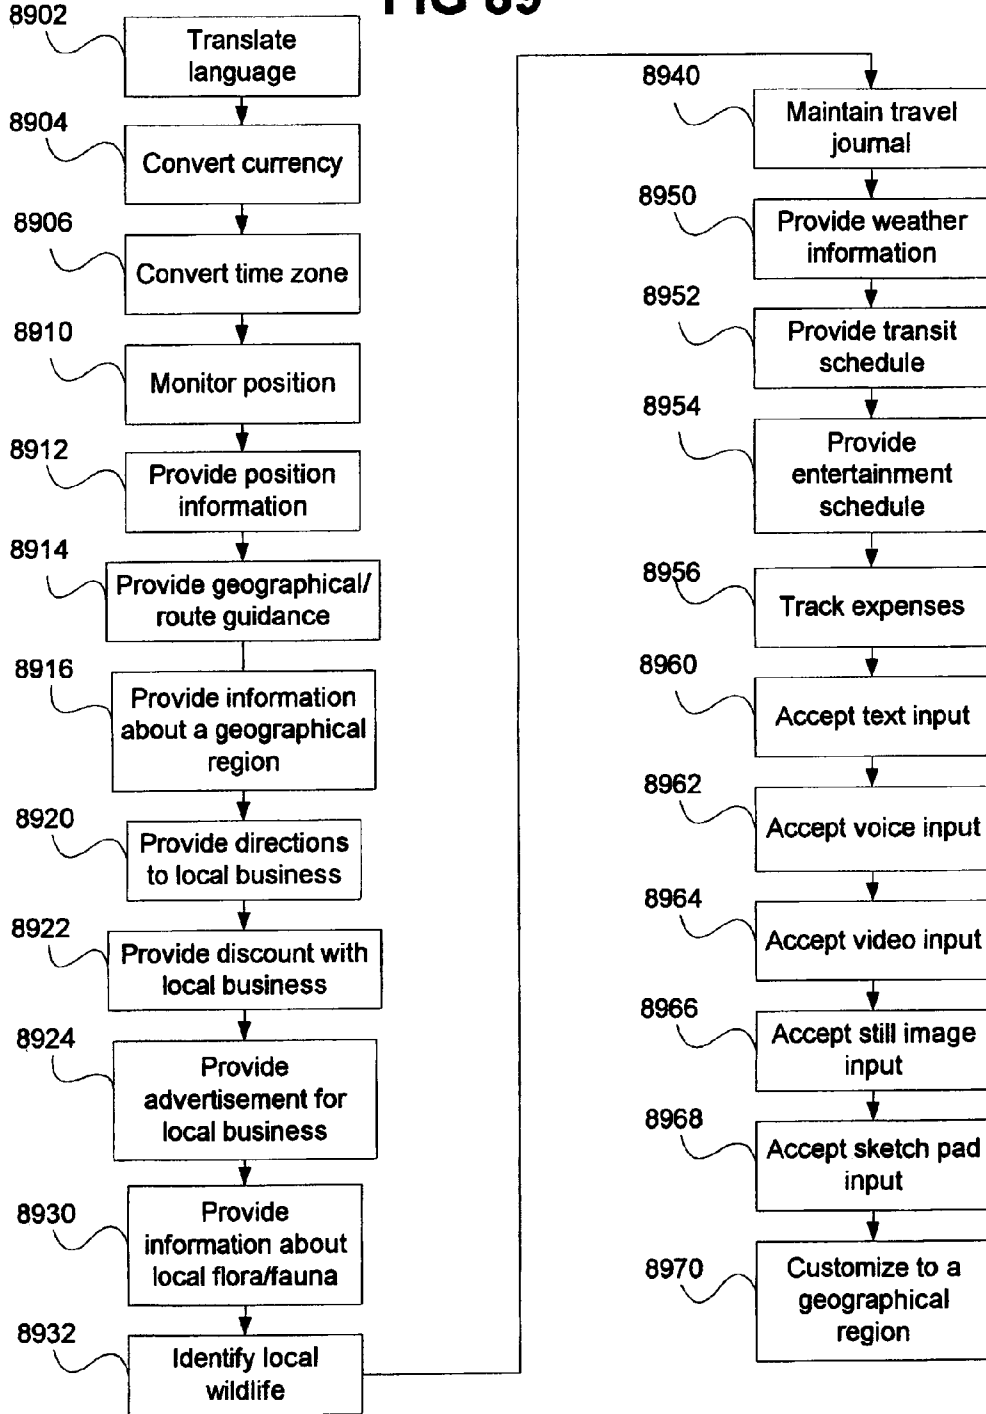 FIG 89
8902
Translate
language
8904
Convert currency
8906
Convert time zone
8910
Monitor position
8912
Provide position
information
8914
Provide geographical/
route guidance
8916
Provide information
about a geographical
region
8920
Provide directions
to local business
8922
Provide discount with
local business
8924
Provide
advertisement for
local business
8930
Provide
information about
local flora/fauna
8932
Identify local
wildlife
8940
Maintain travel
journal
8950
Provide weather
information
8952
Provide transit
schedule
8954
Provide
entertainment
schedule
8956
Track expenses
8960
Accept text input
8962
Accept voice input
8964
Accept video input
8966
Accept still image
input
8968
Accept sketch pad
input
8970
Customize to a
geographical
region